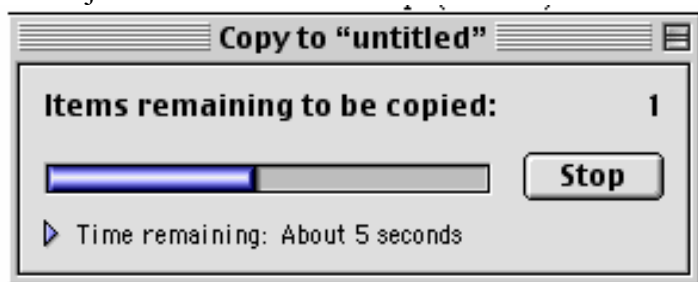 Copy to “untitled”
Items remaining to be copied: 1
Stop
Time remaining: About 5 seconds